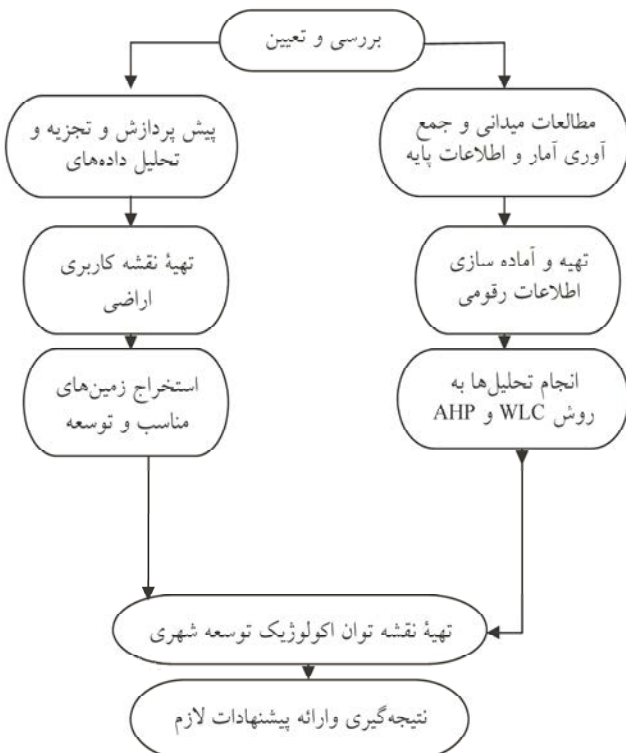 بررسی و تعیین
مطالعات میدانی و جمع
آوری آمار و اطلاعات پایه
تهیه و آماده سازی
اطلاعات رقومی
انجام تحلیل‌ها به
روش WLC و AHP
پیش پردازش و تجزیه و
تحلیل داده‌های
تهیۀ نقشه کاربری
اراضی
استخراج زمین‌های
مناسب و توسعه
تهیۀ نقشه توان اکولوژیک توسعه شهری
نتیجه‌گیری وارائه پیشنهادات لازم